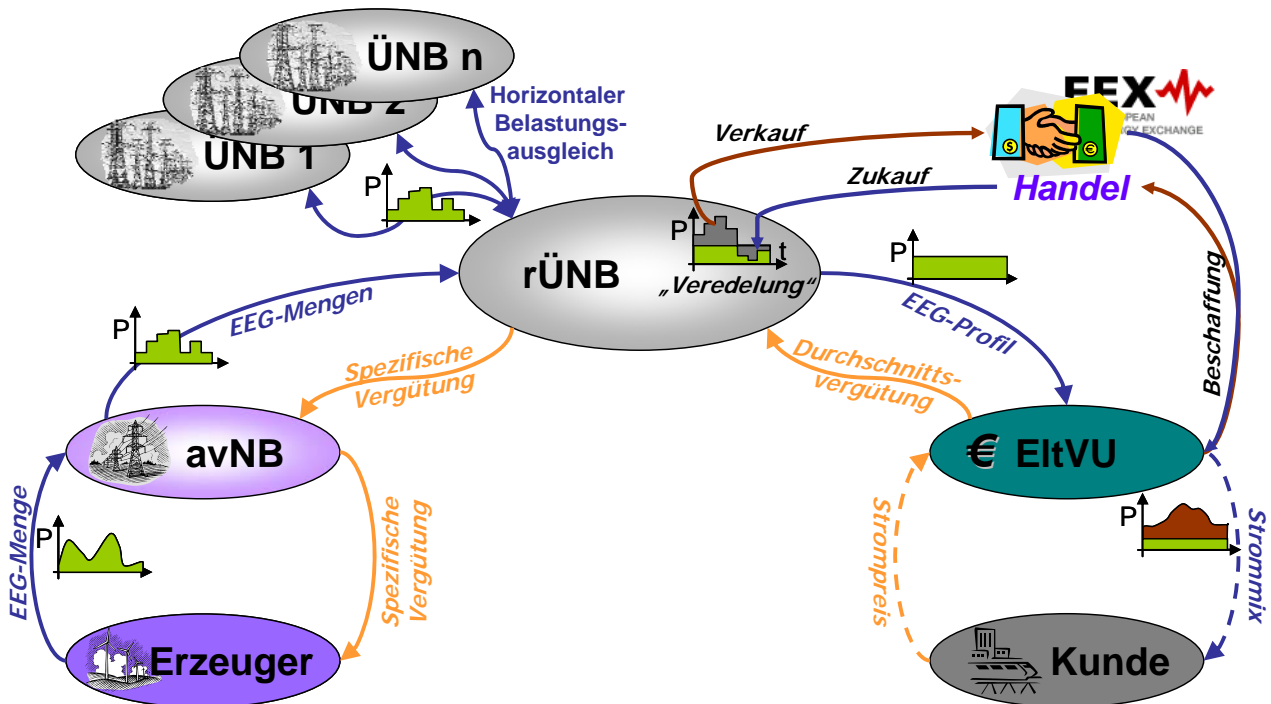 ÜNB n
ÜNB 2
ÜNB 1
Horizontaler
Belastungs-
ausgleich
P
Verkauf
Zukauf
EEX
EXCHANGE
$
€
Handel
rÜNB
P
t
„Veredelung“
P
EEG-Profil
Beschaffung
EEG-Mengen
P
Spezifische
Vergütung
Durchschnitts-
vergütung
avNB
€ EltVU
EEG-Menge
P
Spezifische
Vergütung
Strompreis
P
Strommix
Erzeuger
Kunde